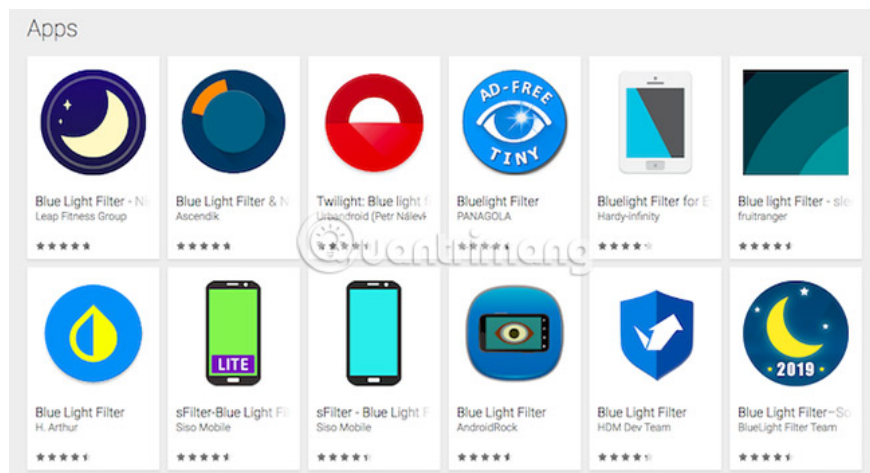 Apps
Blue Light Filter - Ni
Leap Fitness Group
Blue Light Filter & N
Ascendik
Twilight: Blue light f
Urbandroid (Petr Nálevk
AD-FREE
TINY
Bluelight Filter
PANAGOLA
Bluelight Filter for E
Hardy-infinity
Blue light Filter - sle
fruitranger
Quantrimang
Blue Light Filter
H. Arthur
LITE
sFilter-Blue Light Fi
Siso Mobile
sFilter - Blue Light F
Siso Mobile
Blue Light Filter
AndroidRock
Blue Light Filter
HDM Dev Team
2019
Blue Light Filter–So
BlueLight Filter Team